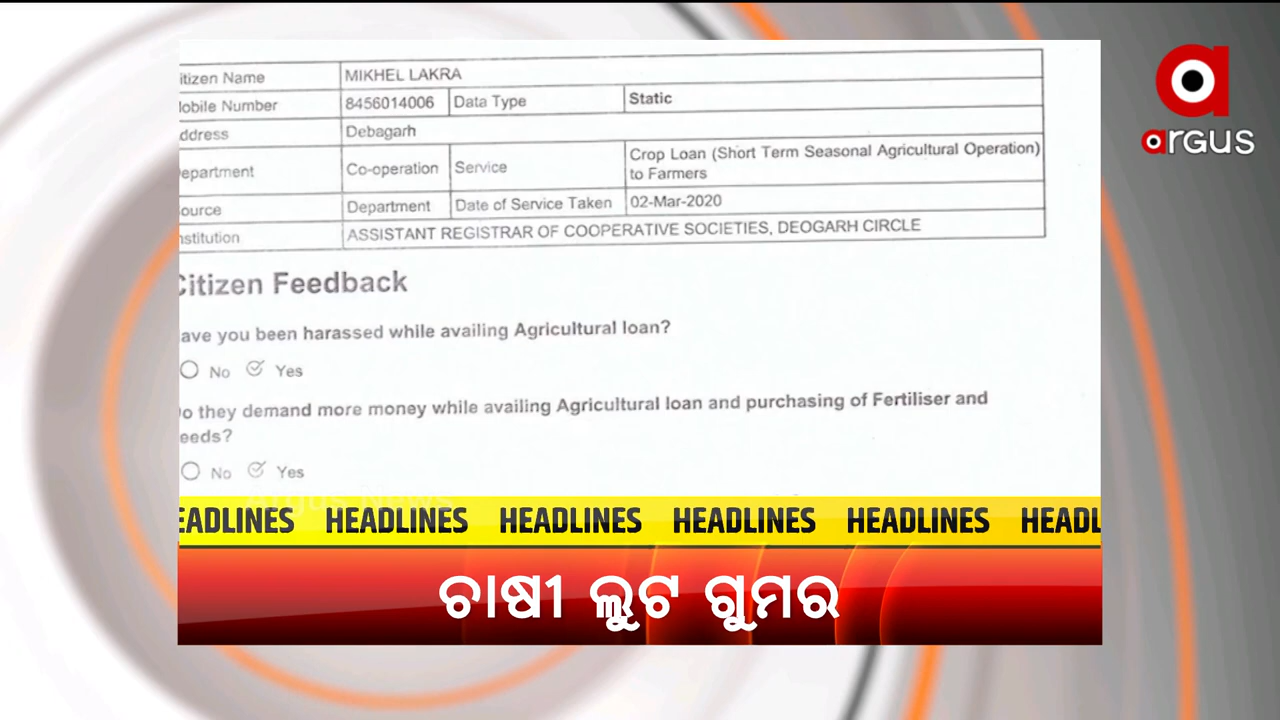 argus
itizen Name MIKHEL LAKRA
obile Number 8456014006 Data Type Static
ddress Debagarh
epartment Co-operation Service Crop Loan (Short Term Seasonal Agricultural Operation)
to Farmers
ource Department Date of Service Taken 02-Mar-2020
nstitution ASSISTANT REGISTRAR OF COOPERATIVE SOCIETIES, DEOGARH CIRCLE
Citizen Feedback
ave you been harassed while availing Agricultural loan?
No Yes
o they demand more money while availing Agricultural loan and purchasing of Fertiliser and
eeds?
No Yes
Argus News
EADLINES HEADLINES HEADLINES HEADLINES HEADLINES HEADL
ଚାଷୀ ଲୁଟ ଗୁମର